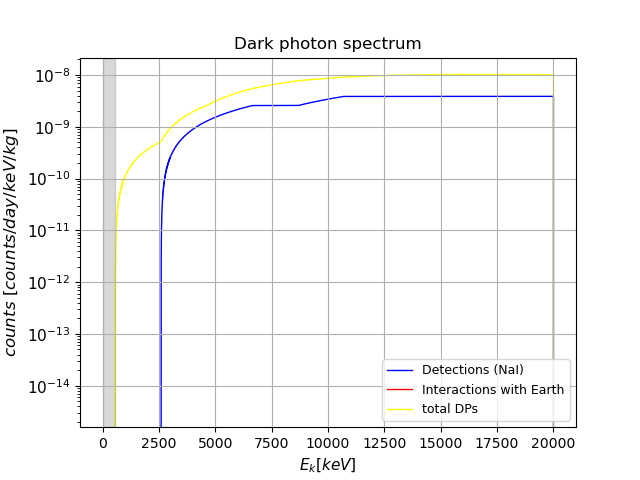 Dark photon spectrum
counts [counts/day/keV/kg]
10⁻⁸
10⁻⁹
10⁻¹⁰
10⁻¹¹
10⁻¹²
10⁻¹³
10⁻¹⁴
Detections (NaI)
Interactions with Earth
total DPs
0 2500 5000 7500 10000 12500 15000 17500 20000
Eₖ[keV]